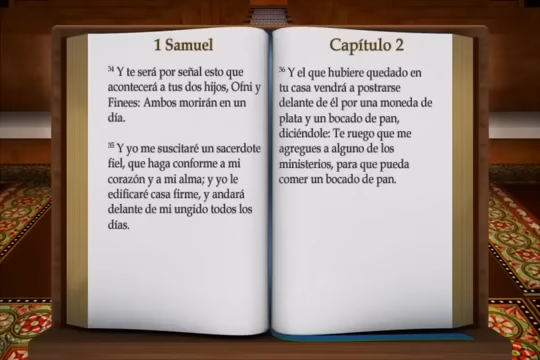 1 Samuel
34 Y te será por señal esto que
acontecerá a tus dos hijos, Ofni y
Finees: Ambos morirán en un
día.
35 Y yo me suscitaré un sacerdote
fiel, que haga conforme a mi
corazón y a mi alma; y yo le
edificaré casa firme, y andará
delante de mi ungido todos los
días.
Capítulo 2
36 Y el que hubiere quedado en
tu casa vendrá a postrarse
delante de él por una moneda de
plata y un bocado de pan,
diciéndole: Te ruego que me
agregues a alguno de los
ministerios, para que pueda
comer un bocado de pan.